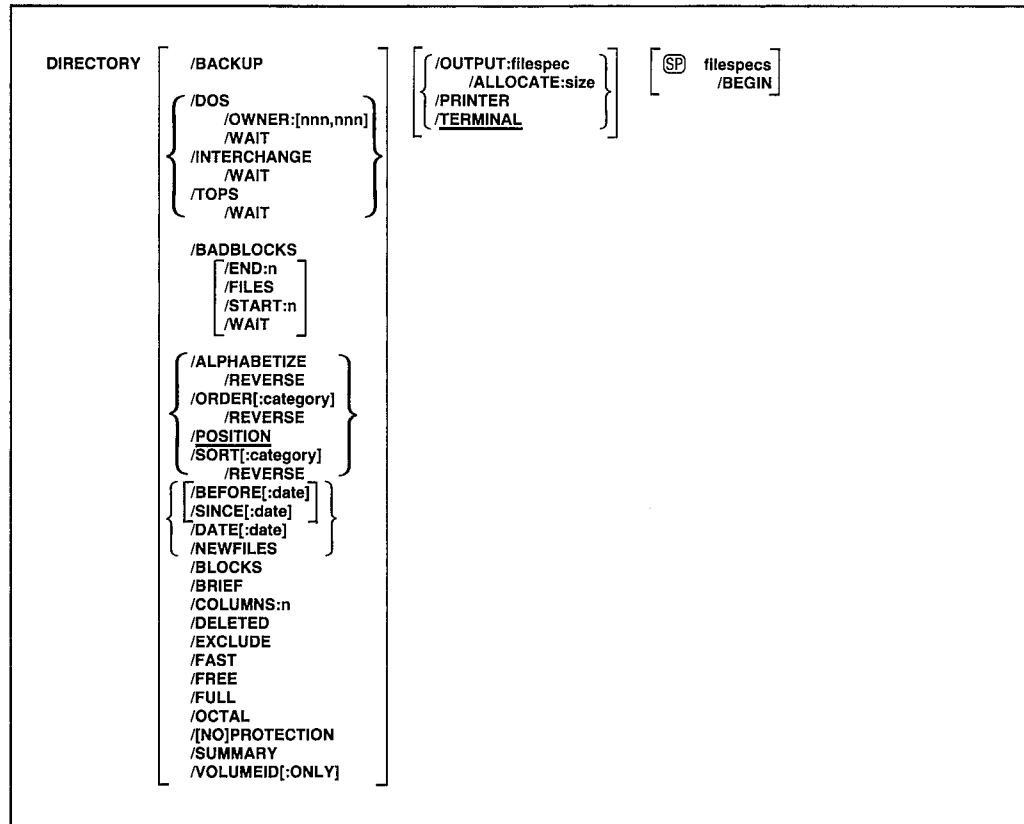 DIRECTORY /BACKUP /OUTPUT:filespec SP filespecs
/ALLOCATE:size /BEGIN
/PRINTER
/TERMINAL
/DOS
/OWNER:[nnn,nnn]
/WAIT
/INTERCHANGE
/WAIT
/TOPS
/WAIT
/BADBLOCKS
/END:n
/FILES
/START:n
/WAIT
/ALPHABETIZE
/REVERSE
/ORDER[:category]
/REVERSE
/POSITION
/SORT[:category]
/REVERSE
/BEFORE[:date]
/SINCE[:date]
/DATE[:date]
/NEWFILES
/BLOCKS
/BRIEF
/COLUMNS:n
/DELETED
/EXCLUDE
/FAST
/FREE
/FULL
/OCTAL
/[NO]PROTECTION
/SUMMARY
/VOLUMEID[:ONLY]